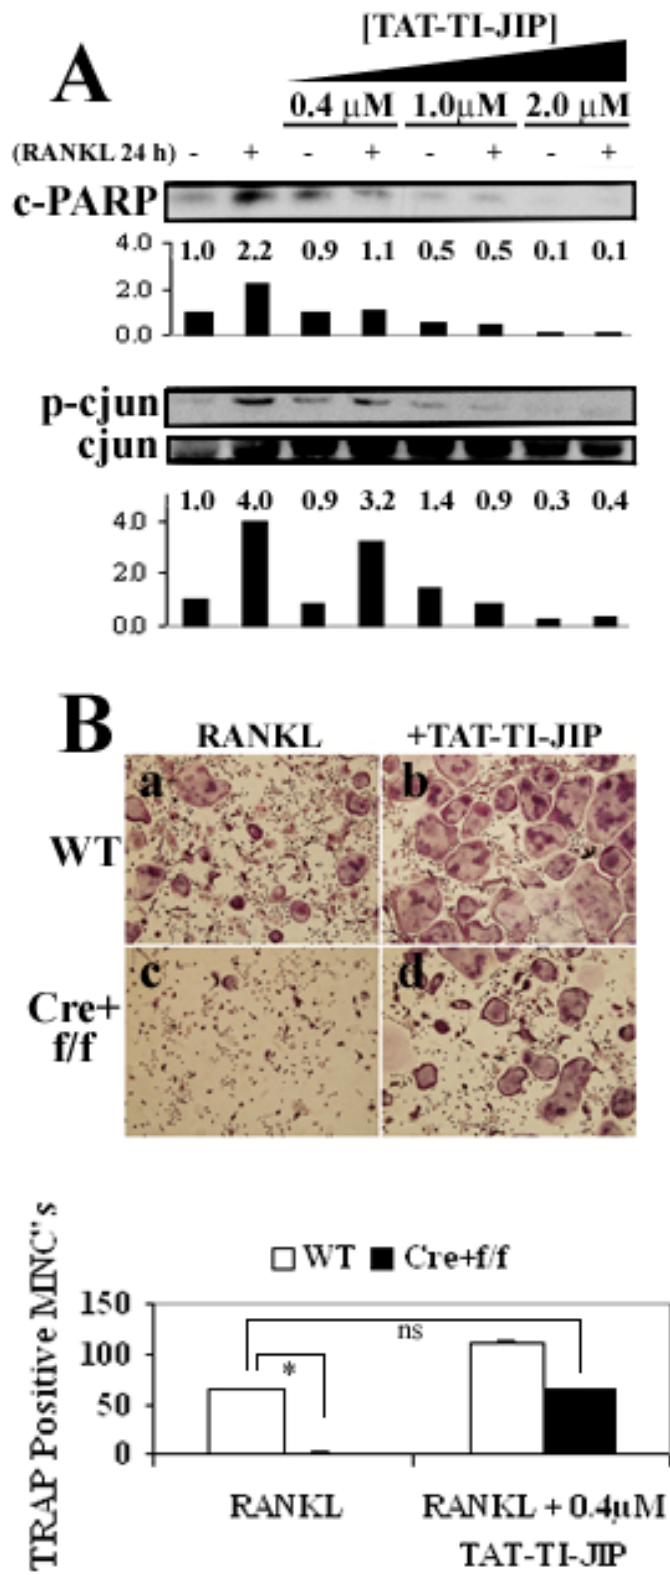 A
[TAT-TI-JIP]
0.4 μM 1.0μM 2.0 μM
(RANKL 24 h) - + - + - + - +
c-PARP
4.0 1.0 2.2 0.9 1.1 0.5 0.5 0.1 0.1
2.0
0.0
p-cjun
cjun
1.0 4.0 0.9 3.2 1.4 0.9 0.3 0.4
4.0
2.0
0.0
B
RANKL +TAT-TI-JIP
a b
WT
c d
Cre+
f/f
TRAP Positive MNC"s
WT Cre+f/f
150
ns
100
*
50
0
RANKL RANKL + 0.4μM
TAT-TI-JIP